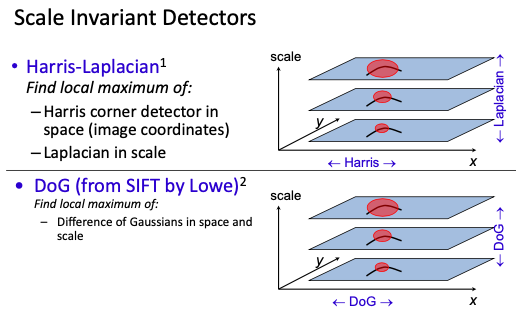 Scale Invariant Detectors
• Harris-Laplacian1
Find local maximum of:
– Harris corner detector in
space (image coordinates)
– Laplacian in scale
scale
y
← Harris →
x
← Laplacian →
• DoG (from SIFT by Lowe)2
Find local maximum of:
– Difference of Gaussians in space and
scale
scale
y
← DoG →
x
← DoG →